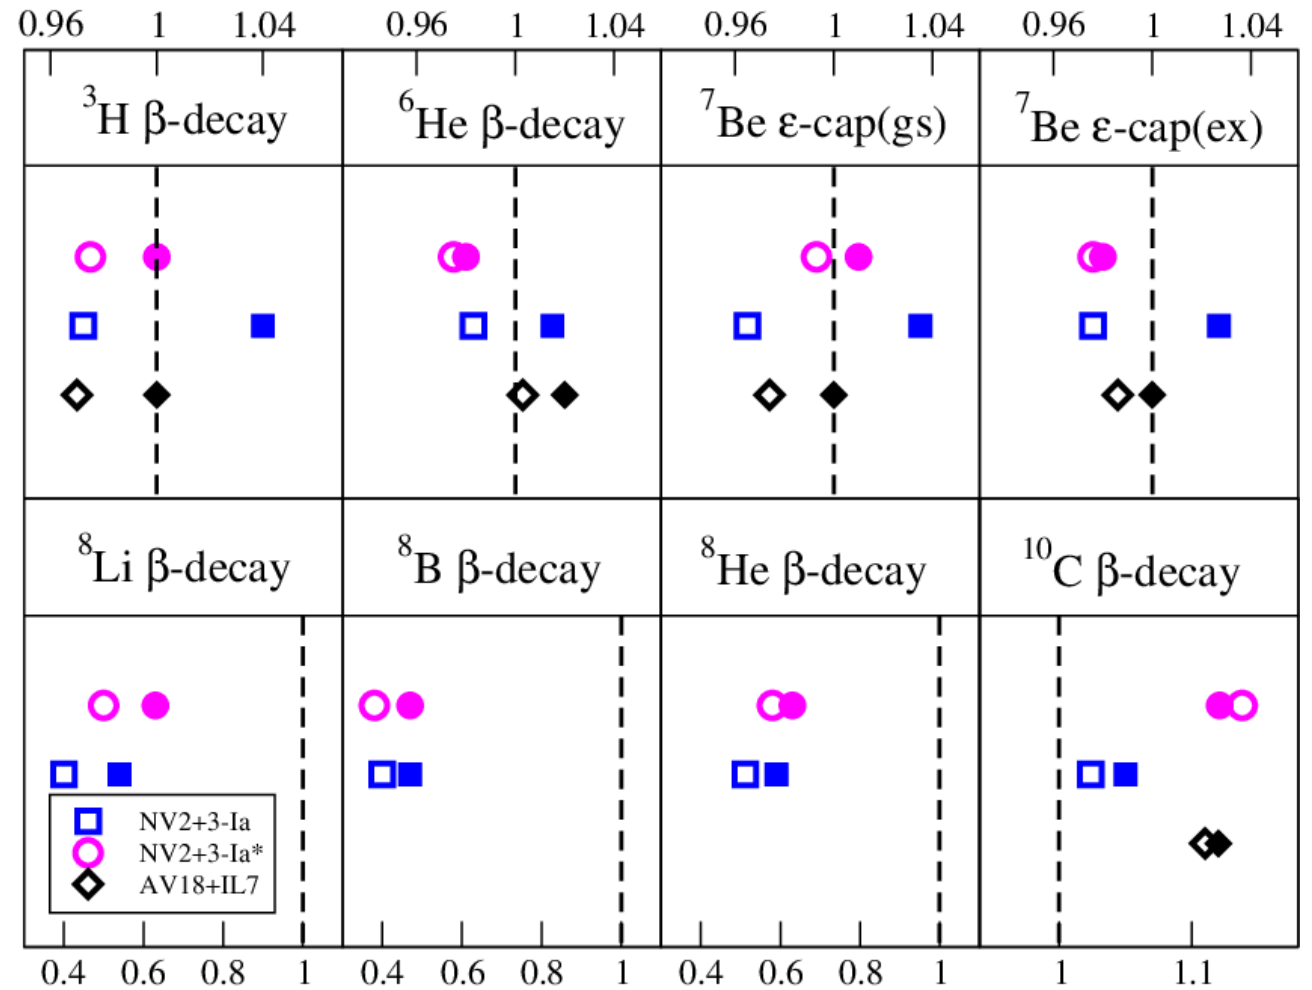 0.96 1 1.04 0.96 1 1.04 0.96 1 1.04 0.96 1 1.04
³H β-decay ⁶He β-decay ⁷Be ε-cap(gs) ⁷Be ε-cap(ex)
⁸Li β-decay ⁸B β-decay ⁸He β-decay ¹⁰C β-decay
NV2+3-Ia
NV2+3-Ia*
AV18+IL7
0.4 0.6 0.8 1 0.4 0.6 0.8 1 0.4 0.6 0.8 1 1 1.1